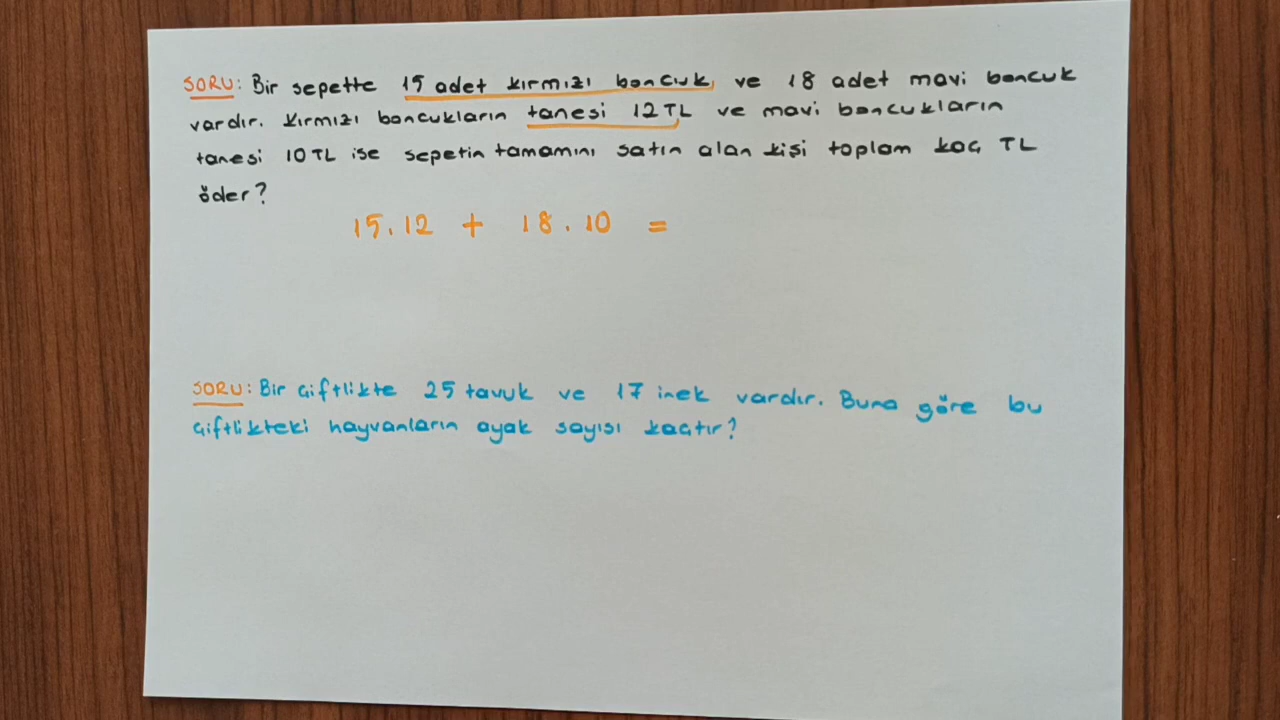 SORU: Bir sepette 15 adet kırmızı boncuk, ve 18 adet mavi boncuk
vardır. Kırmızı boncukların tanesi 12 TL ve mavi boncukların
tanesi 10 TL ise sepetin tamamını satın alan kişi toplam kaç TL
öder?
15.12 + 18.10 =
SORU: Bir çiftlikte 25 tavuk ve 17 inek vardır. Buna göre bu
çiftlikteki hayvanların ayak sayısı kaçtır?